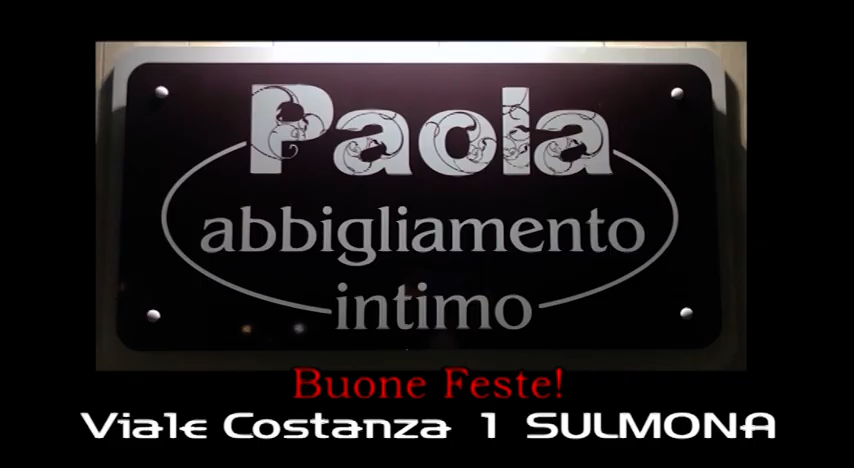 Paola
abbigliamento
intimo
Buone Feste!
Viale Costanza 1 SULMONA